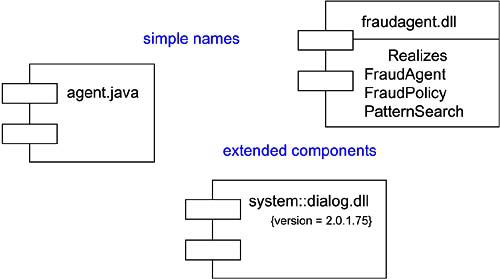 simple names
fraudagent.dll
Realizes
FraudAgent
FraudPolicy
PatternSearch
agent.java
extended components
system::dialog.dll
{version = 2.0.1.75}